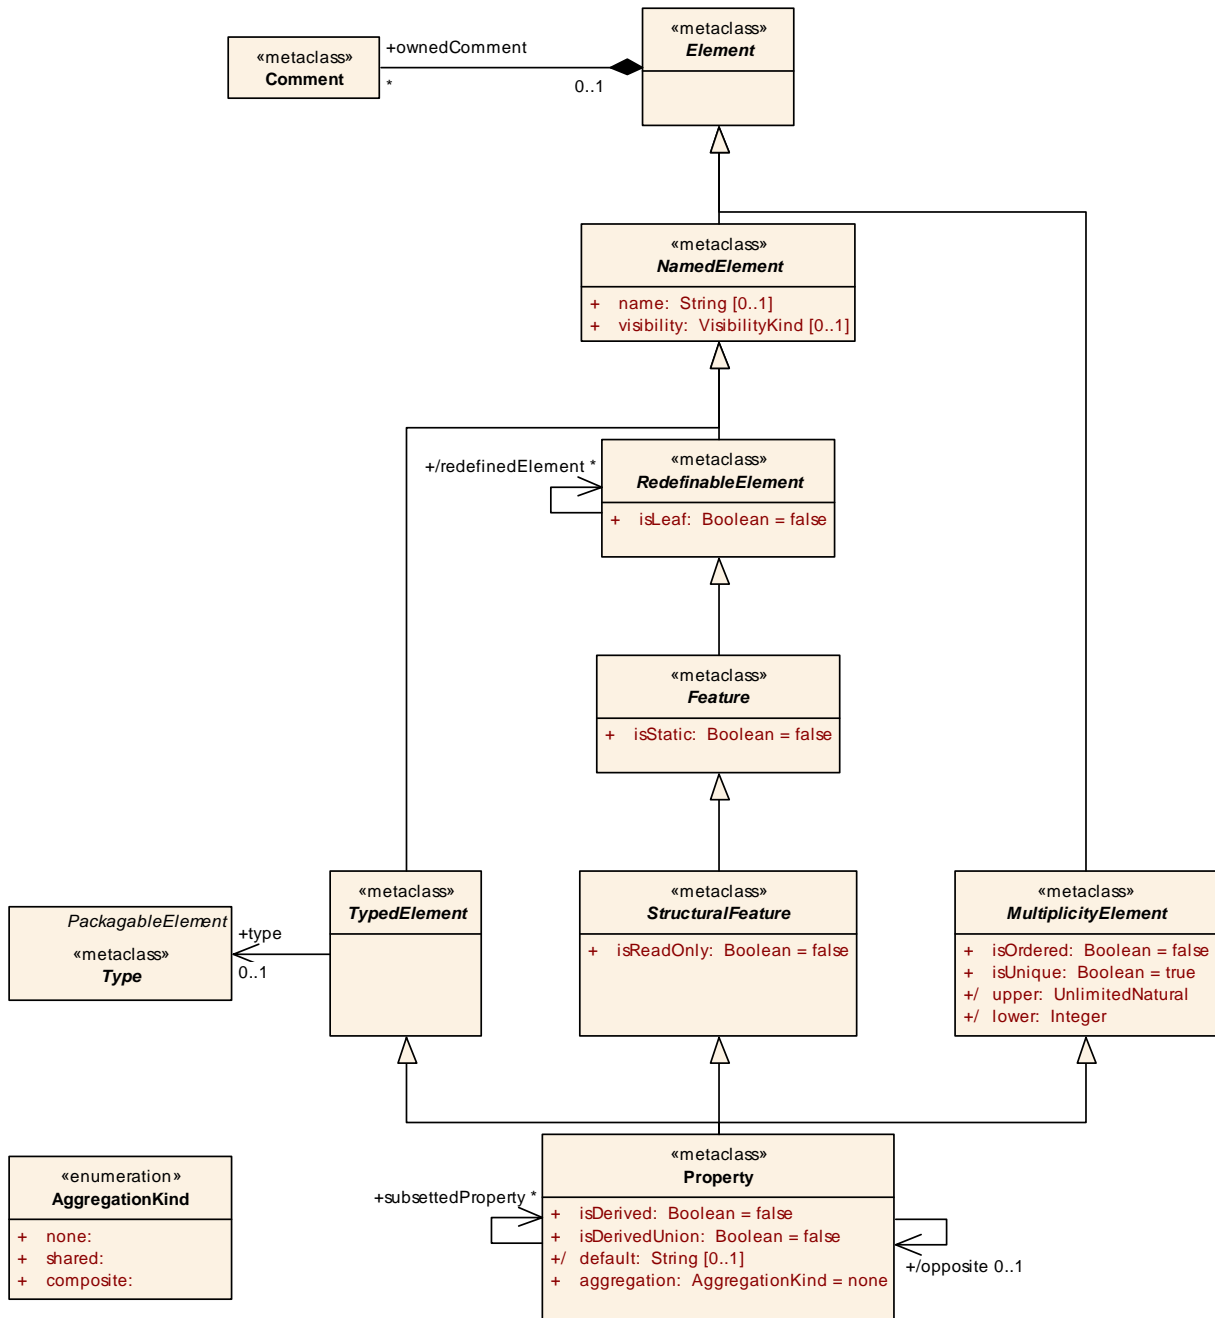 «metaclass»
Element
«metaclass»
Comment
+ownedComment
*
0..1
«metaclass»
NamedElement
+ name: String [0..1]
+ visibility: VisibilityKind [0..1]
+/redefinedElement *
«metaclass»
RedefinableElement
+ isLeaf: Boolean = false
«metaclass»
Feature
+ isStatic: Boolean = false
PackagableElement
«metaclass»
Type
+type
0..1
«metaclass»
TypedElement
«metaclass»
StructuralFeature
+ isReadOnly: Boolean = false
«metaclass»
MultiplicityElement
+ isOrdered: Boolean = false
+ isUnique: Boolean = true
+/ upper: UnlimitedNatural
+/ lower: Integer
«enumeration»
AggregationKind
+ none:
+ shared:
+ composite:
+subsettedProperty *
«metaclass»
Property
+ isDerived: Boolean = false
+ isDerivedUnion: Boolean = false
+/ default: String [0..1]
+ aggregation: AggregationKind = none
+/opposite 0..1